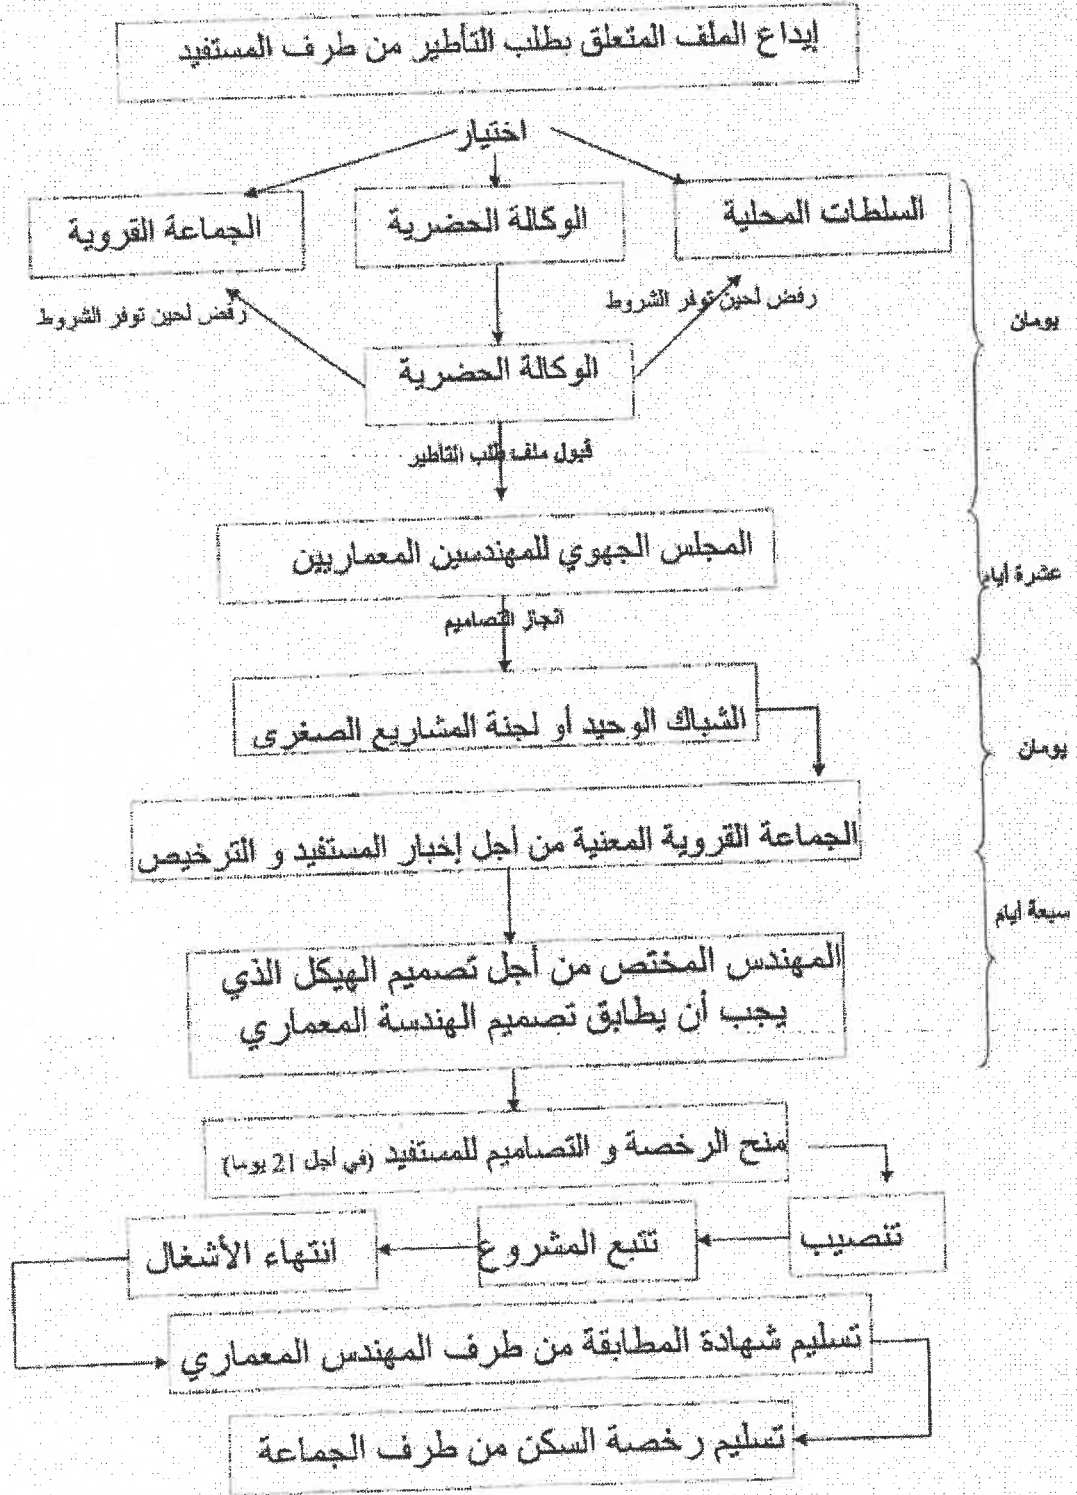 إيداع الملف المتعلق بطلب التأطير من طرف المستفيد
اختيار
السلطات المحلية
الوكالة الحضرية
الجماعة القروية
رفض لحين توفر الشروط
رفض لحين توفر الشروط
يومان
الوكالة الحضرية
قبول ملف طلب التأطير
المجلس الجهوي للمهندسين المعماريين
عشرة أيام
انجاز التصاميم
الشباك الوحيد أو لجنة المشاريع الصغرى
يومان
الجماعة القروية المعنية من أجل إخبار المستفيد و الترخيص
سبعة أيام
المهندس المختص من أجل تصميم الهيكل الذي
يجب أن يطابق تصميم الهندسة المعماري
منح الرخصة و التصاميم للمستفيد (في أجل 21 يوما)
تنصيب
تتبع المشروع
انتهاء الأشغال
تسليم شهادة المطابقة من طرف المهندس المعماري
تسليم رخصة السكن من طرف الجماعة